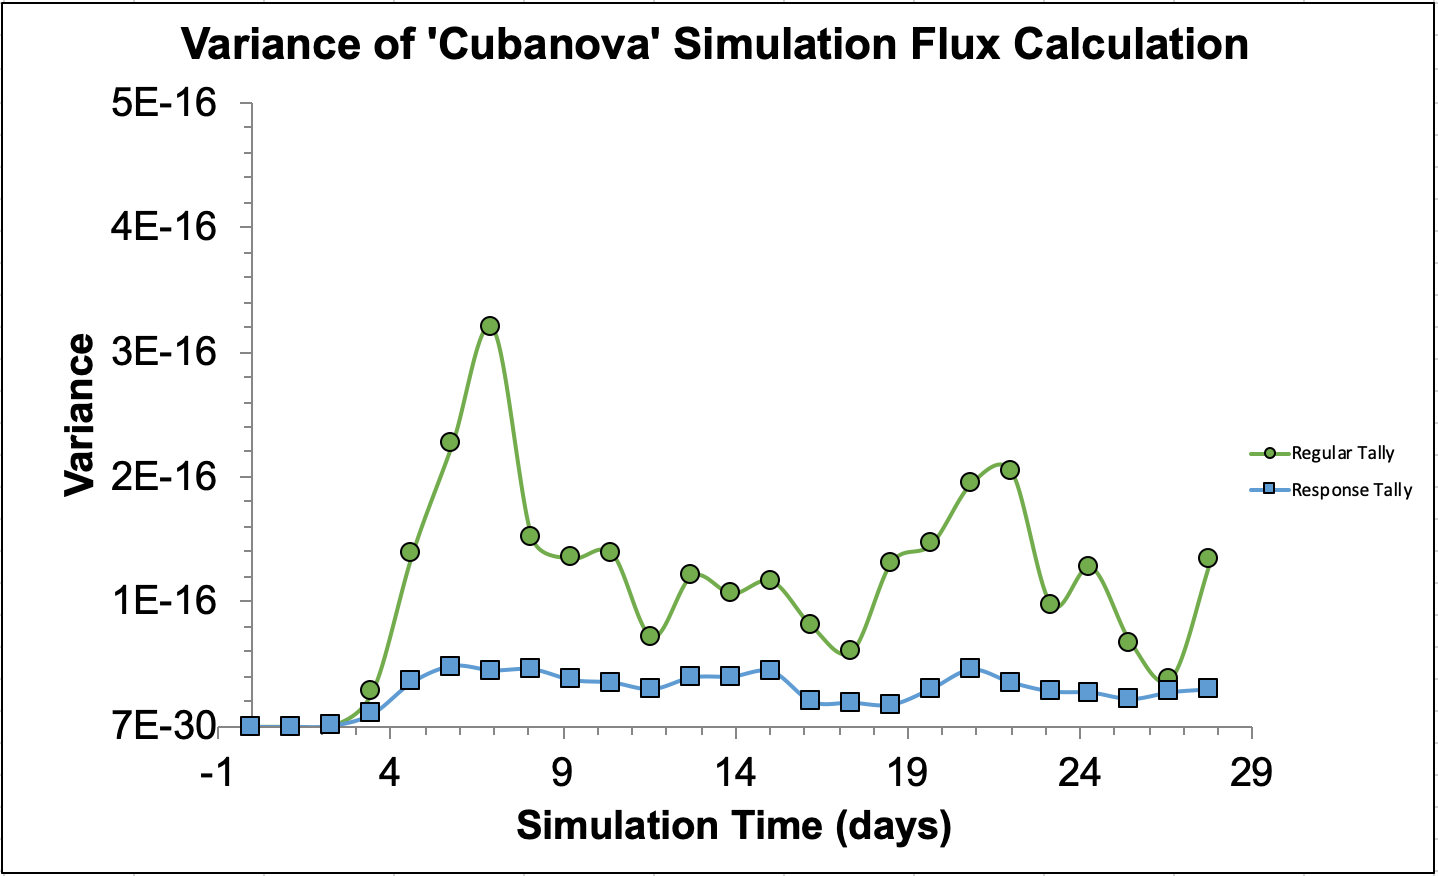 Variance of 'Cubanova' Simulation Flux Calculation
5E-16
4E-16
3E-16
2E-16
1E-16
7E-30
Variance
-1 4 9 14 19 24 29
Simulation Time (days)
Regular Tally
Response Tally